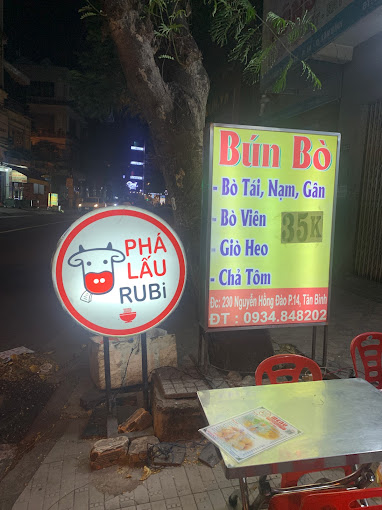 PHÁ
LẤU
RUBi
Bún Bò
- Bò Tái, Nạm, Gân
- Bò Viên
35K
- Giò Heo
- Chả Tôm
Đc: 230 Nguyễn Hồng Đào P.14, Tân Bình
ĐT : 0934.848202